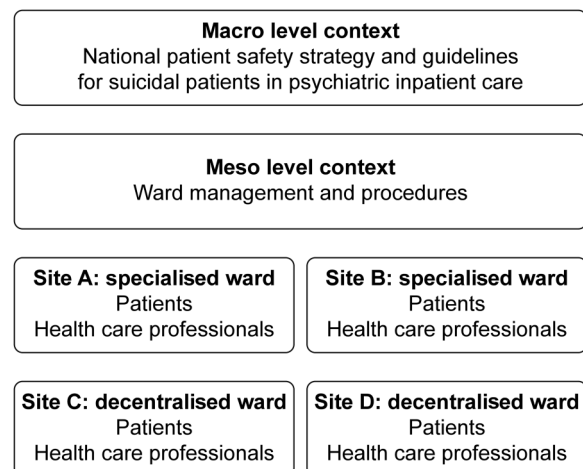 Macro level context
National patient safety strategy and guidelines
for suicidal patients in psychiatric inpatient care
Meso level context
Ward management and procedures
Site A: specialised ward
Patients
Health care professionals
Site B: specialised ward
Patients
Health care professionals
Site C: decentralised ward
Patients
Health care professionals
Site D: decentralised ward
Patients
Health care professionals